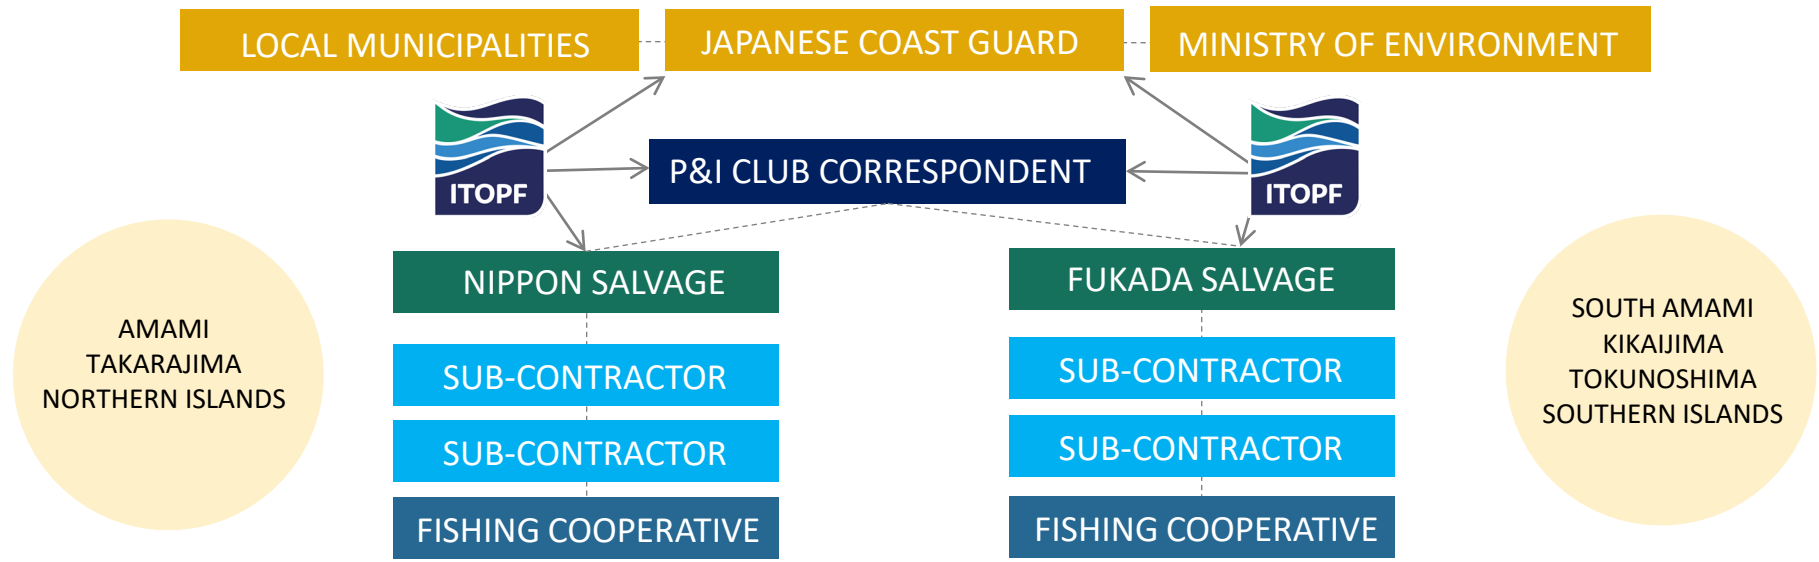 LOCAL MUNICIPALITIES
JAPANESE COAST GUARD
MINISTRY OF ENVIRONMENT
ITOPF
P&I CLUB CORRESPONDENT
ITOPF
AMAMI
TAKARAJIMA
NORTHERN ISLANDS
NIPPON SALVAGE
SUB-CONTRACTOR
SUB-CONTRACTOR
FISHING COOPERATIVE
FUKADA SALVAGE
SUB-CONTRACTOR
SUB-CONTRACTOR
FISHING COOPERATIVE
SOUTH AMAMI
KIKAIJIMA
TOKUNOSHIMA
SOUTHERN ISLANDS